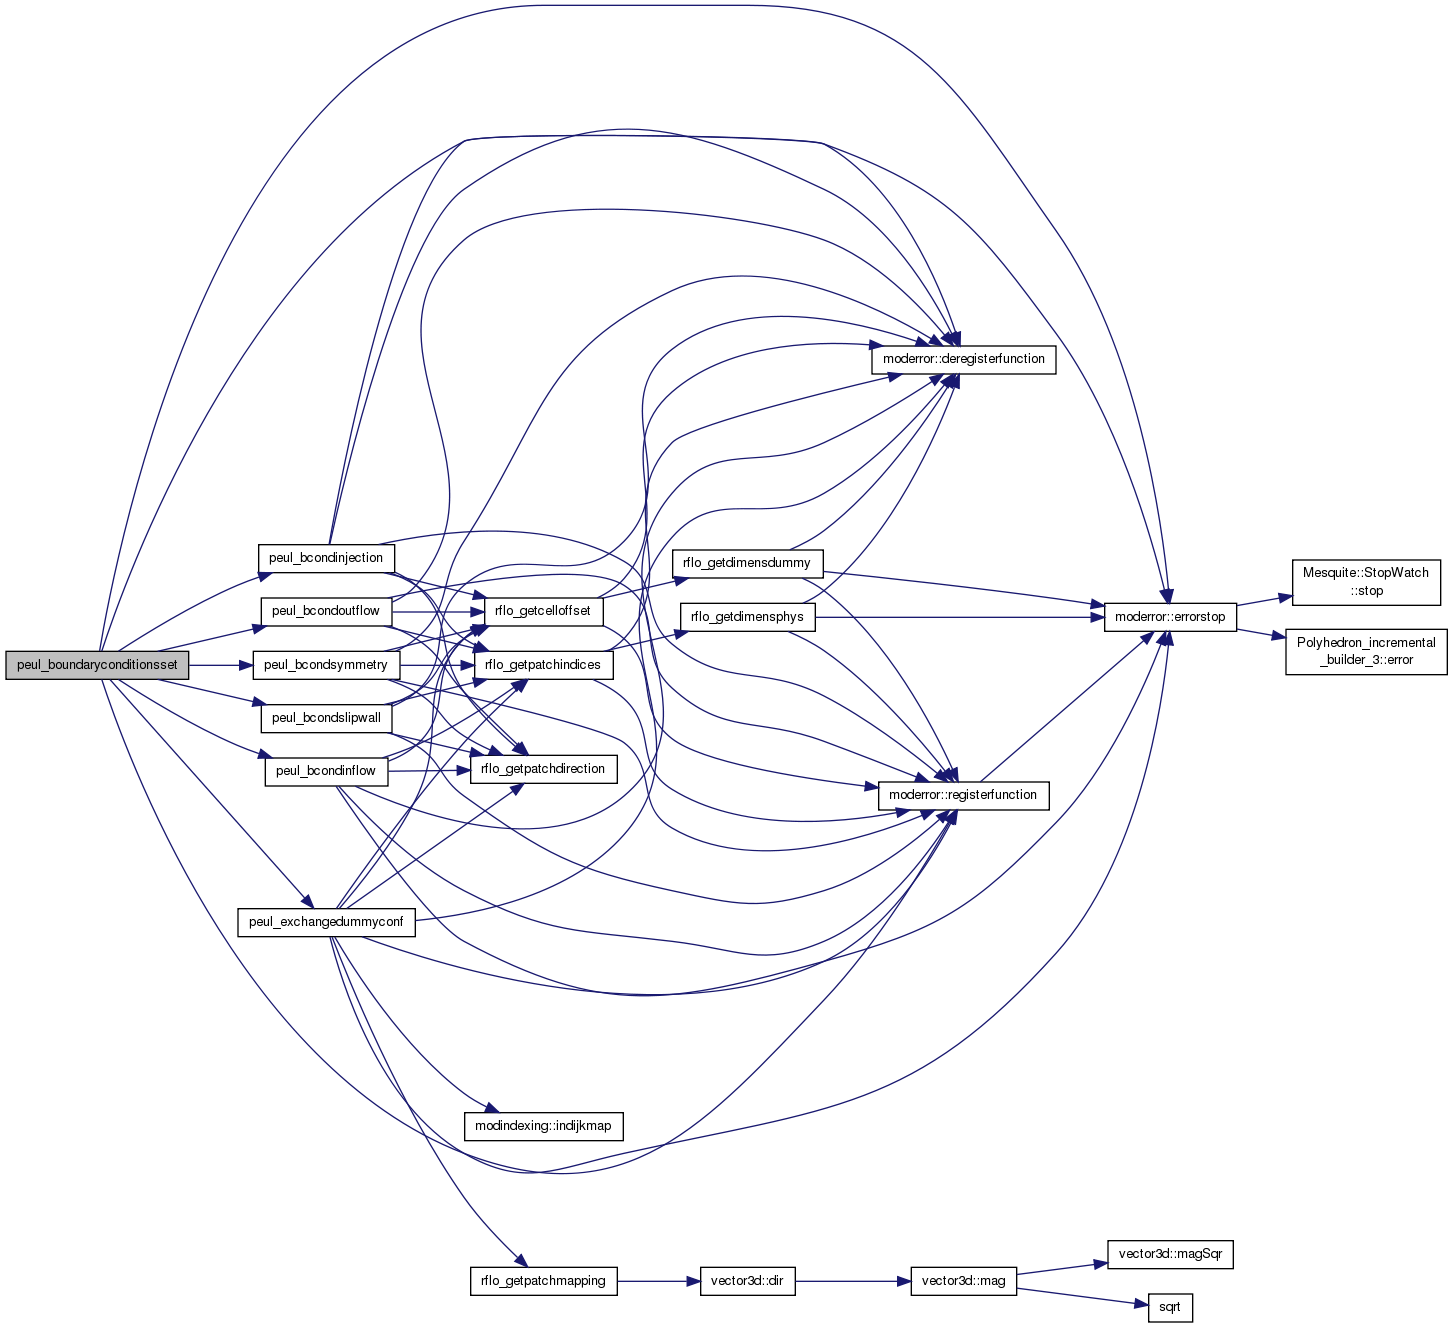 peul_boundaryconditionsset
peul_bcondinjection
peul_bcondoutflow
peul_bcondsymmetry
peul_bcondslipwall
peul_bcondinflow
peul_exchangedummyconf
rflo_getcelloffset
rflo_getpatchindices
rflo_getpatchdirection
modindexing::indijkmap
rflo_getpatchmapping
rflo_getdimensdummy
rflo_getdimensphys
vector3d::dir
moderror::deregisterfunction
moderror::registerfunction
vector3d::mag
moderror::errorstop
vector3d::magSqr
sqrt
Mesquite::StopWatch
::stop
Polyhedron_incremental
_builder_3::error